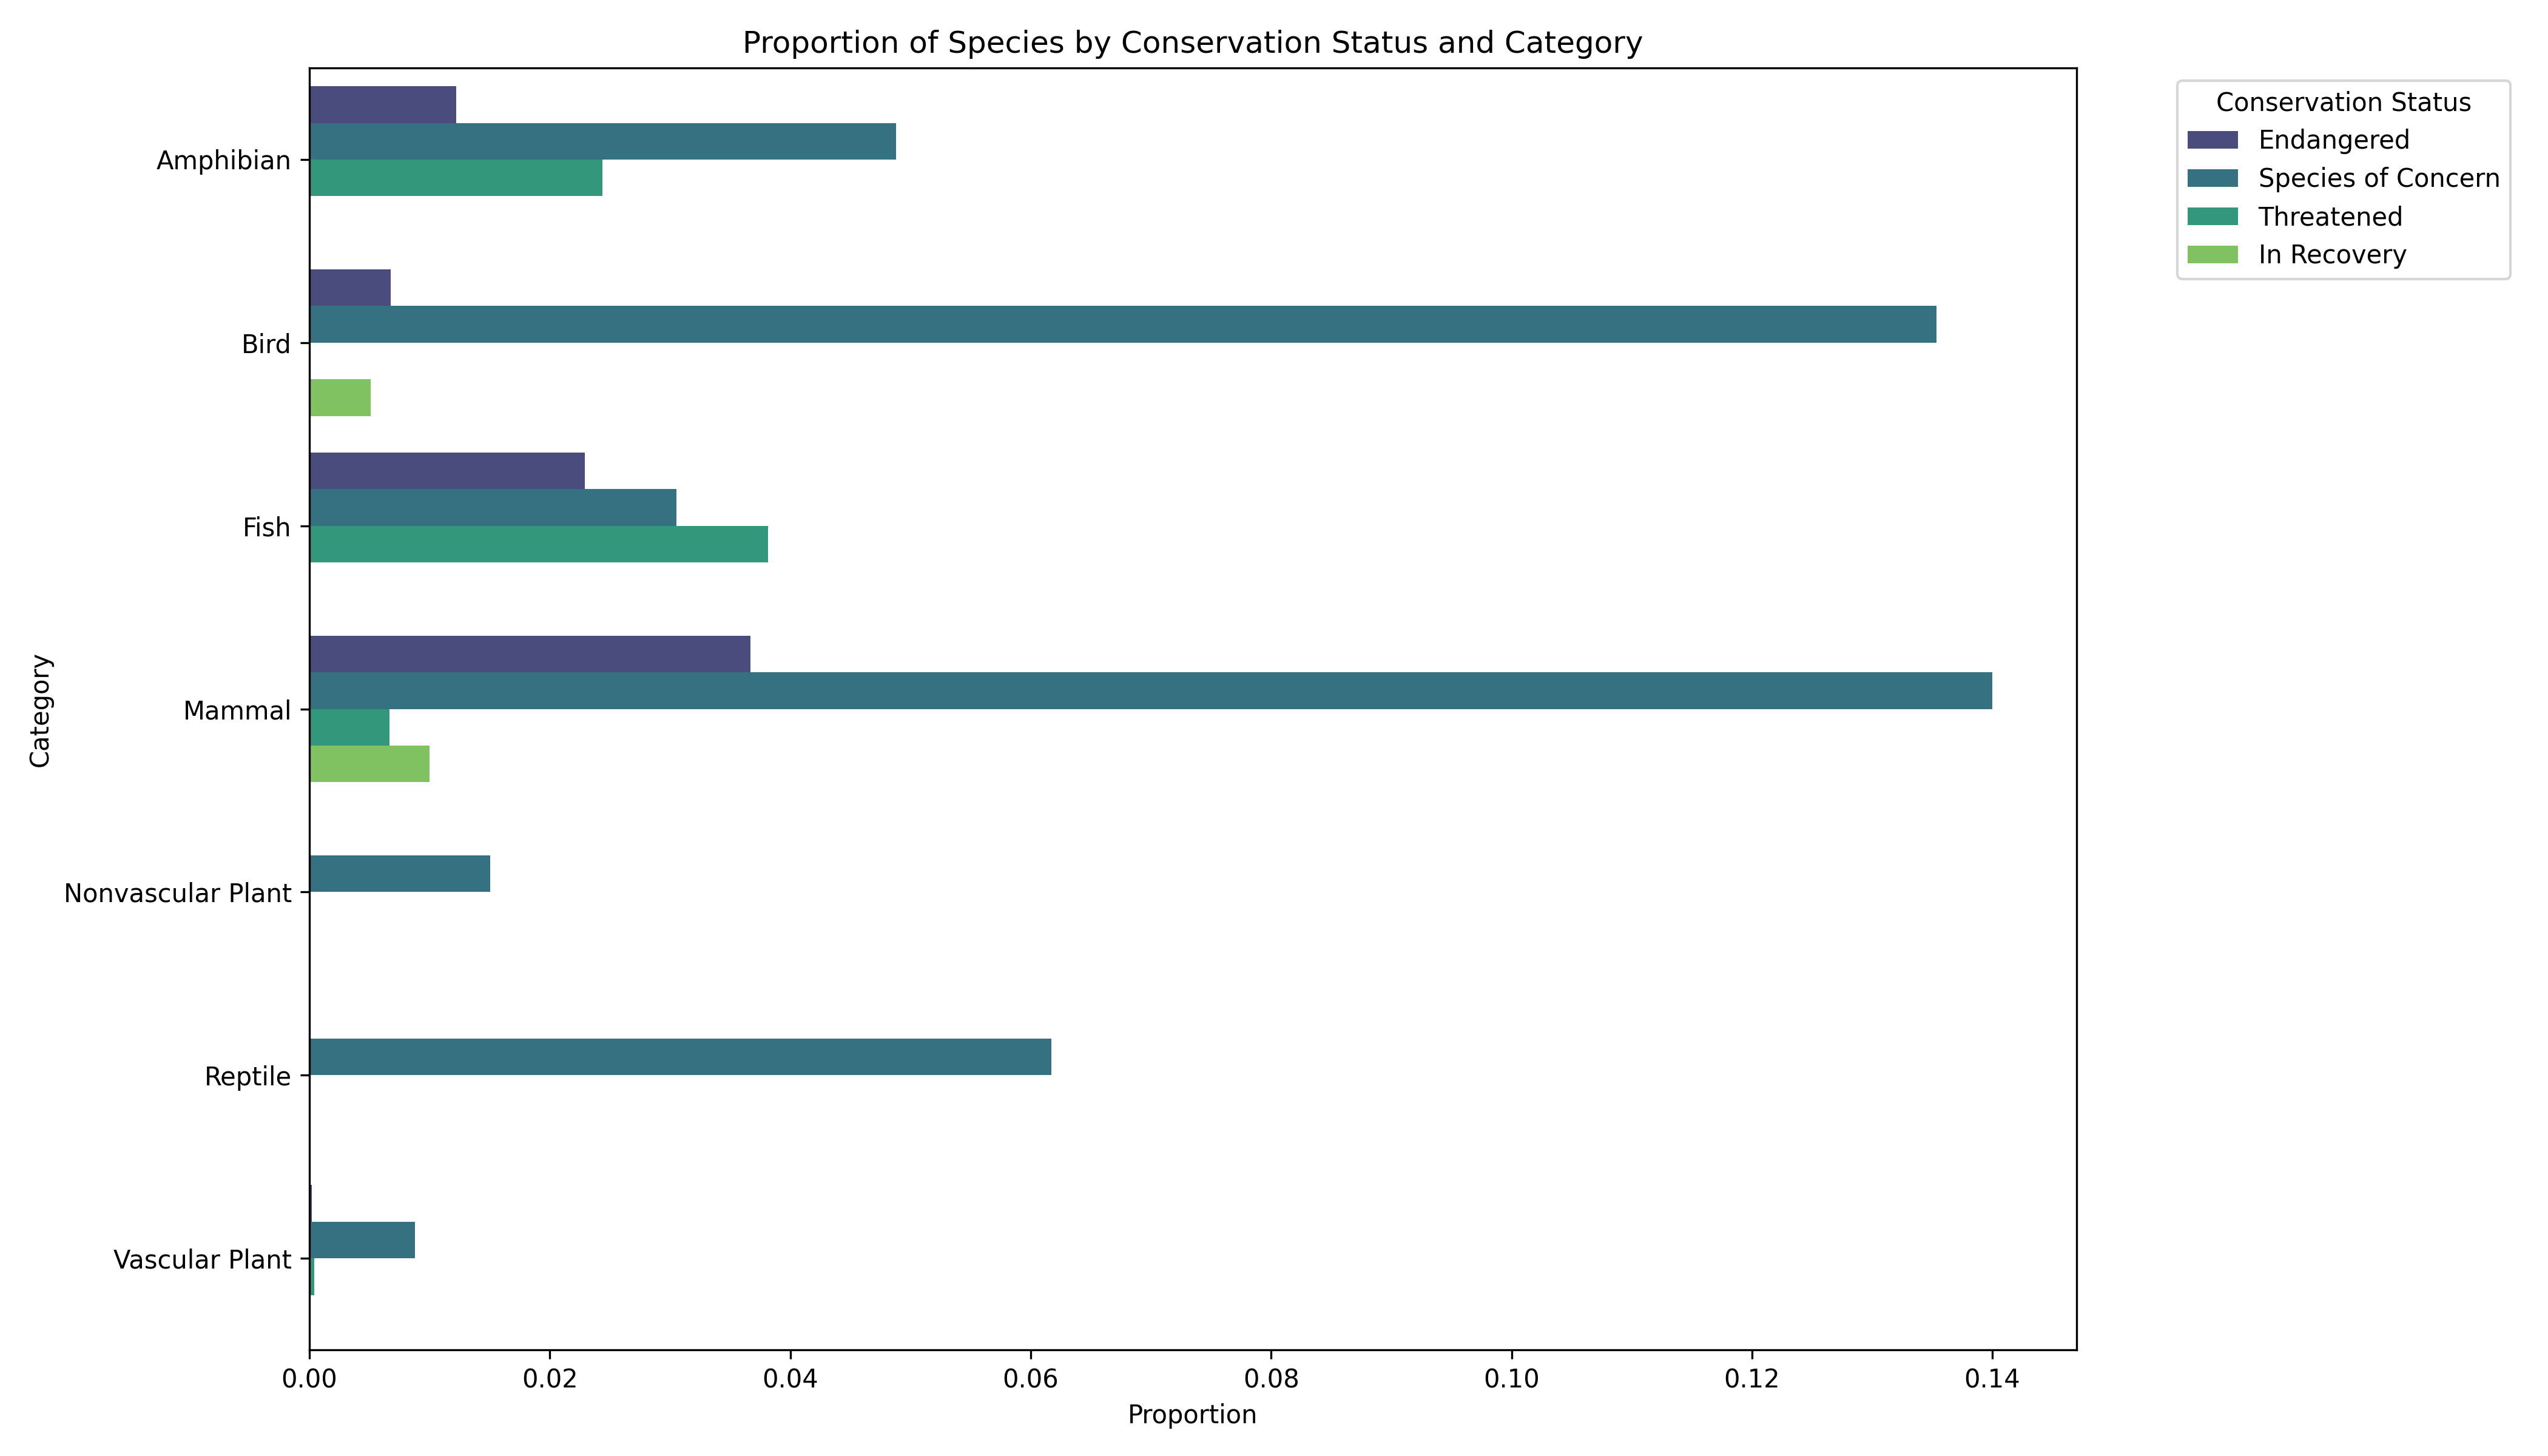 Proportion of Species by Conservation Status and Category
Conservation Status
Endangered
Species of Concern
Threatened
In Recovery
Category
Amphibian
Bird
Fish
Mammal
Nonvascular Plant
Reptile
Vascular Plant
0.00 0.02 0.04 0.06 0.08 0.10 0.12 0.14
Proportion